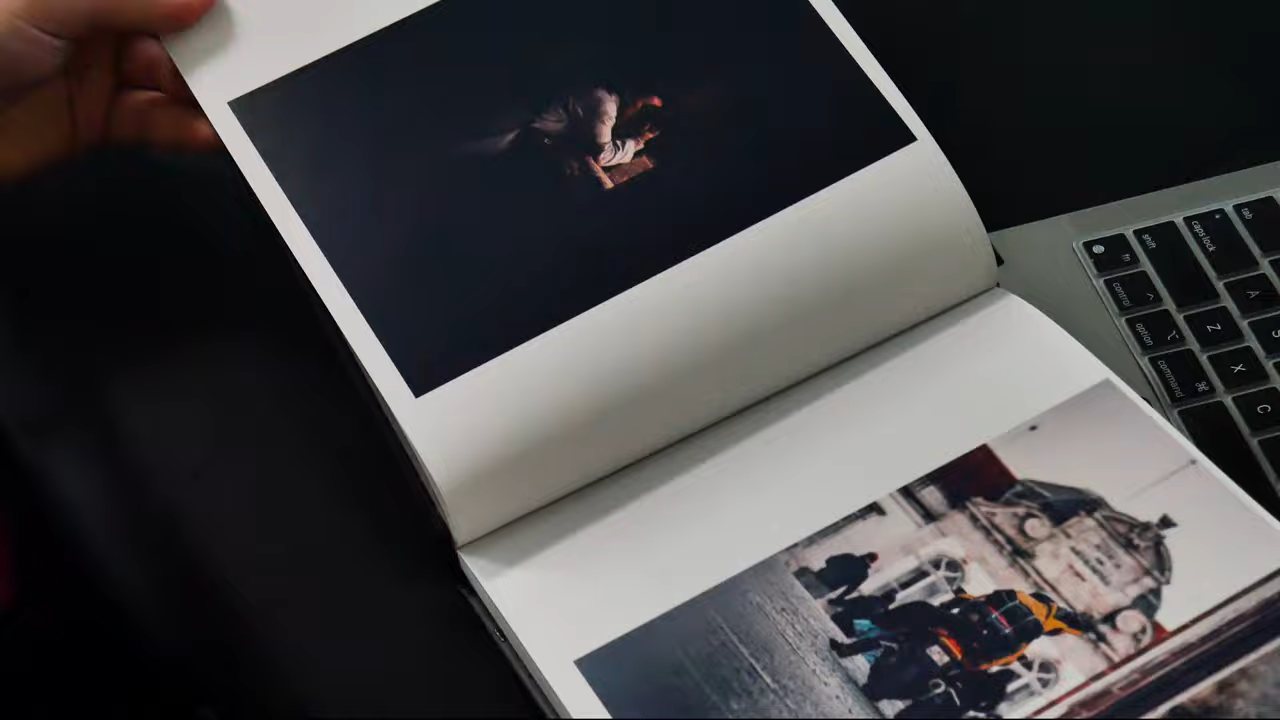 tab
caps lock
A
shift
Z
X
C
fn
control
option
command